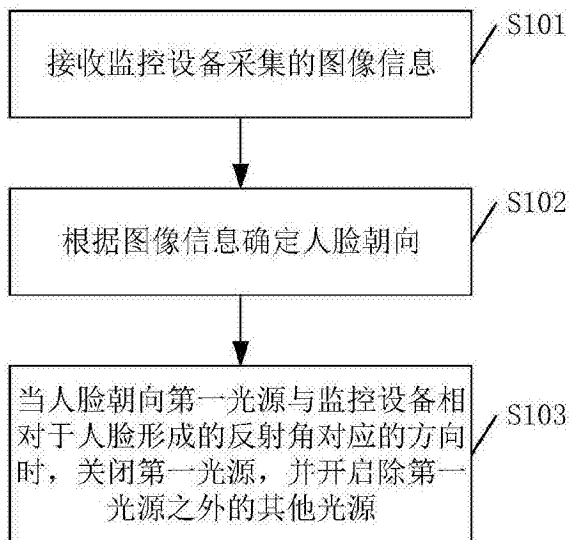 S101
接收监控设备采集的图像信息
S102
根据图像信息确定人脸朝向
S103
当人脸朝向第一光源与监控设备相
对于人脸形成的反射角对应的方向
时，关闭第一光源，并开启除第一
光源之外的其他光源